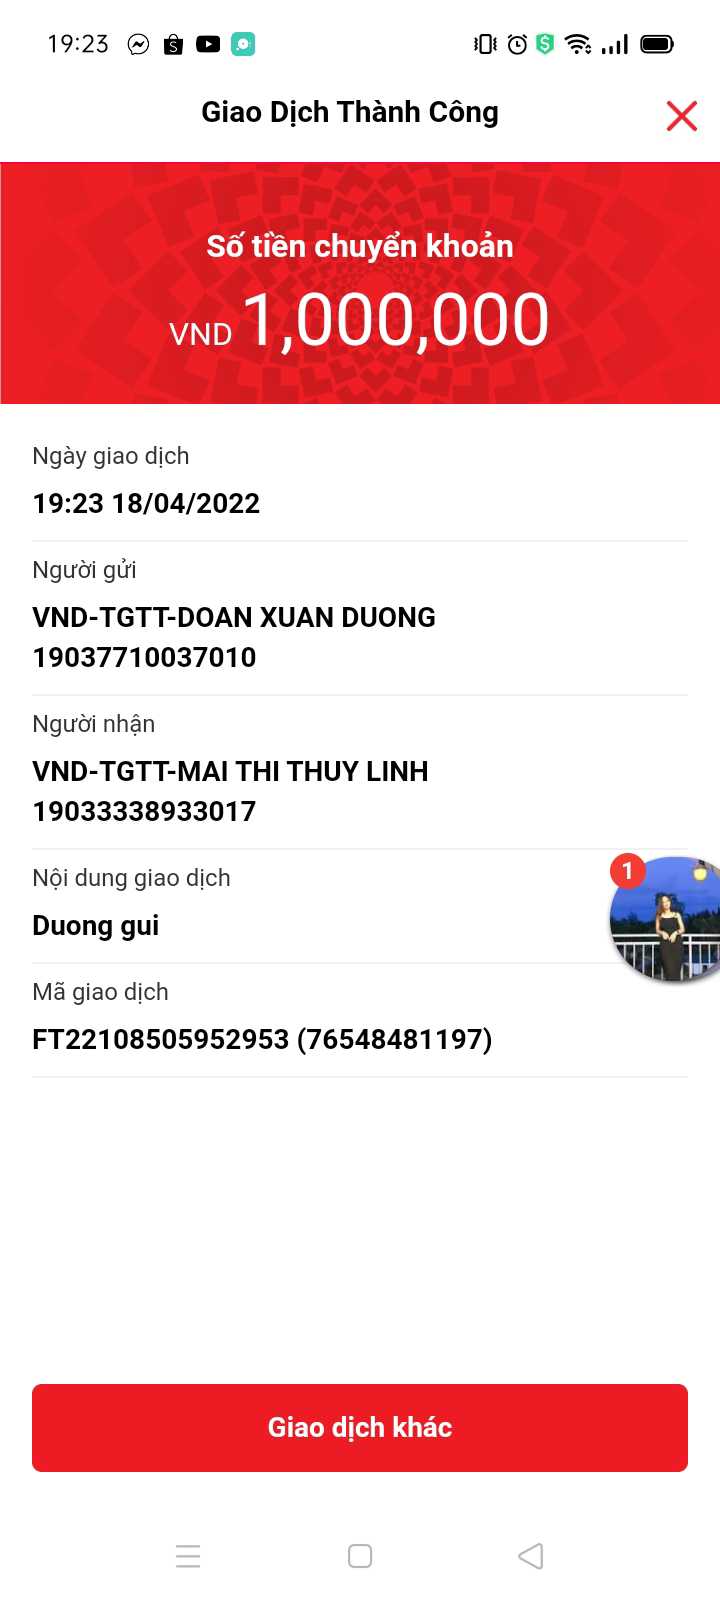 19:23
Giao Dịch Thành Công
Số tiền chuyển khoản
VND 1,000,000
Ngày giao dịch
19:23 18/04/2022
Người gửi
VND-TGTT-DOAN XUAN DUONG
19037710037010
Người nhận
VND-TGTT-MAI THI THUY LINH
19033338933017
1
Nội dung giao dịch
Duong gui
Mã giao dịch
FT22108505952953 (76548481197)
Giao dịch khác